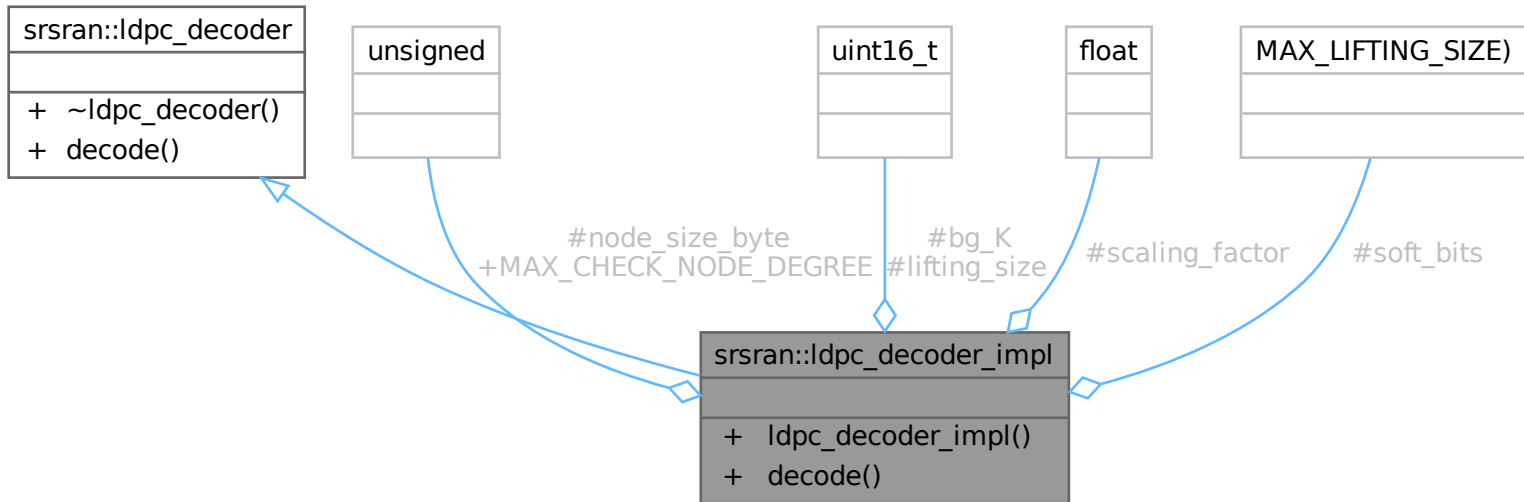 srsran::ldpc_decoder
+ ~ldpc_decoder()
+ decode()
unsigned
uint16_t
float
MAX_LIFTING_SIZE)
#node_size_byte
+MAX_CHECK_NODE_DEGREE
#bg_K
#lifting_size
#scaling_factor
#soft_bits
srsran::ldpc_decoder_impl
+ ldpc_decoder_impl()
+ decode()